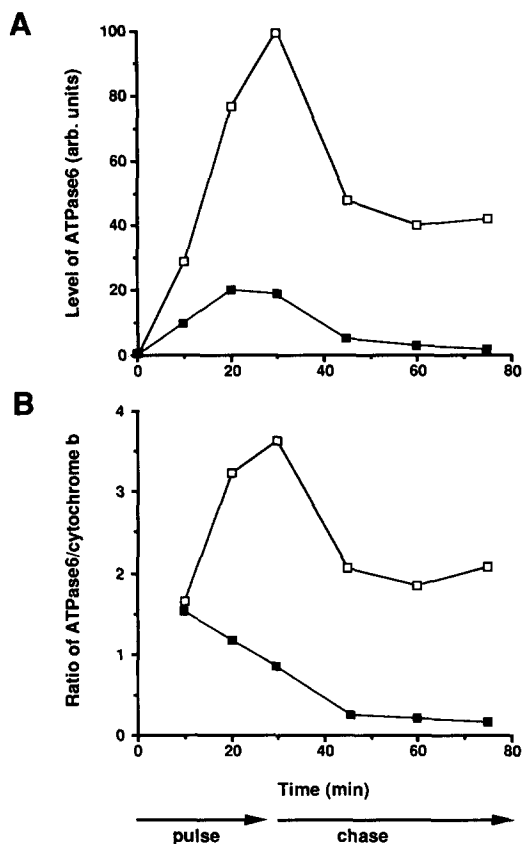 A
Level of ATPase6 (arb. units)
100
80
60
40
20
0
0 20 40 60 80
B
Ratio of ATPase6/cytochrome b
4
3
2
1
0
0 20 40 60 80
Time (min)
pulse chase